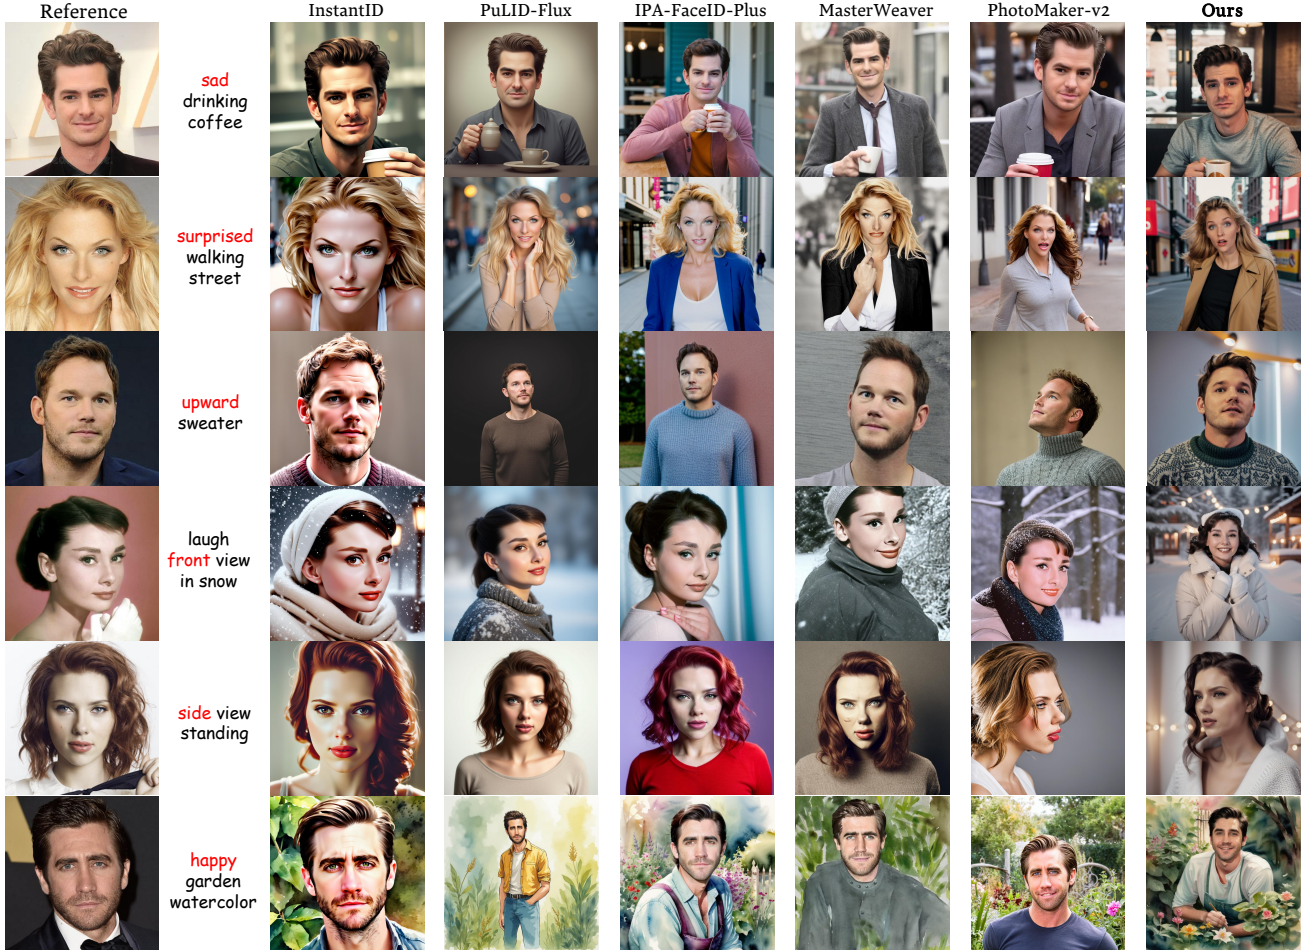 Reference InstantID PuLID-Flux IPA-FaceID-Plus MasterWeaver PhotoMaker-v2 Ours
sad
drinking
coffee
surprised
walking
street
upward
sweater
laugh
front view
in snow
side view
standing
happy
garden
watercolor